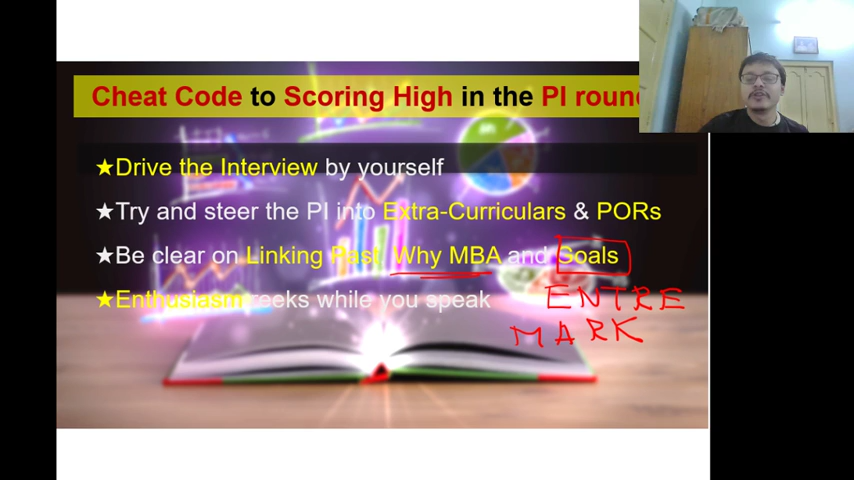 Cheat Code to Scoring High in the PI roun
★Drive the Interview by yourself
★Try and steer the PI into Extra-Curriculars & PORs
★Be clear on Linking Past, Why MBA and Goals
★Enthusiasm reeks while you speak
ENTRE
MARK